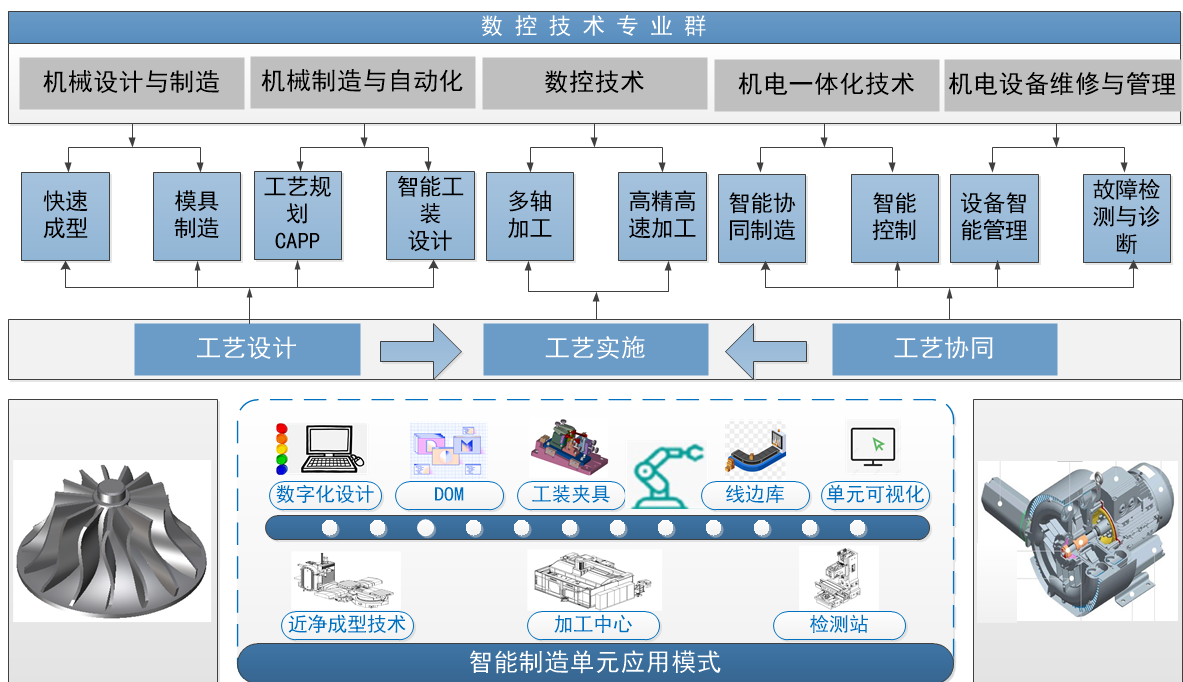 数控技术专业群
机械设计与制造
机械制造与自动化
数控技术
机电一体化技术
机电设备维修与管理
快速
成型
模具
制造
工艺规
划
CAPP
智能工
装
设计
多轴
加工
高精高
速加工
智能协
同制造
智能
控制
设备智
能管理
故障检
测与诊
断
工艺设计
工艺实施
工艺协同
数字化设计
DOM
工装夹具
线边库
单元可视化
近净成型技术
加工中心
检测站
智能制造单元应用模式